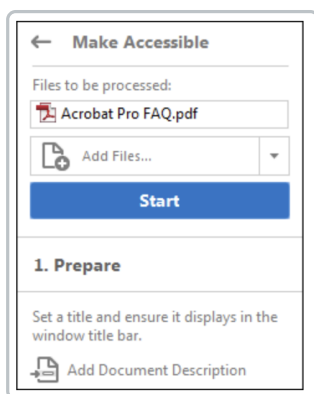 Make Accessible
Files to be processed:
Acrobat Pro FAQ.pdf
Add Files...
Start
1. Prepare
Set a title and ensure it displays in the
window title bar.
Add Document Description